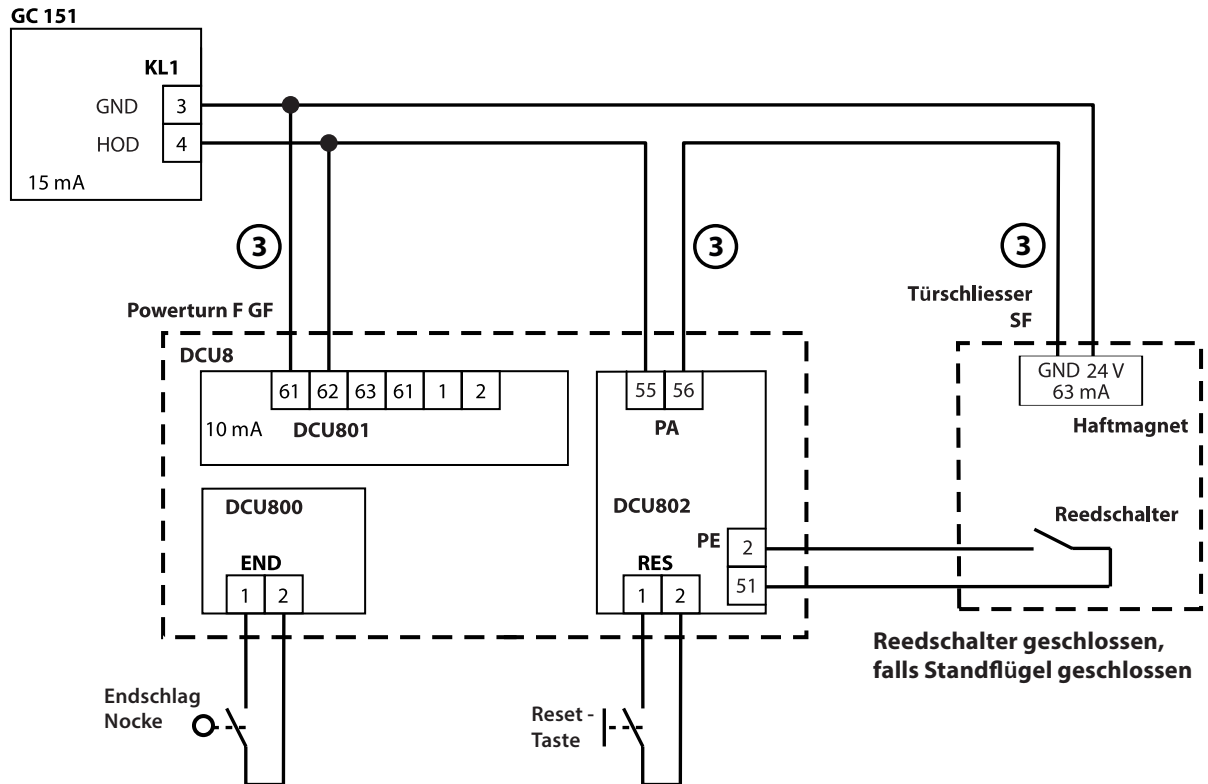 GC 151
KL1
GND 3
HOD 4
15 mA
3
3
3
Powerturn F GF
Türschliesser
SF
DCU8
61 62 63 61 1 2
10 mA DCU801
55 56
PA
GND 24 V
63 mA
Haftmagnet
DCU800
END
1 2
DCU802
PE
2
51
RES
1 2
Reedschalter
Reedschalter geschlossen,
falls Standflügel geschlossen
Endschlag
Nocke
Reset -
Taste